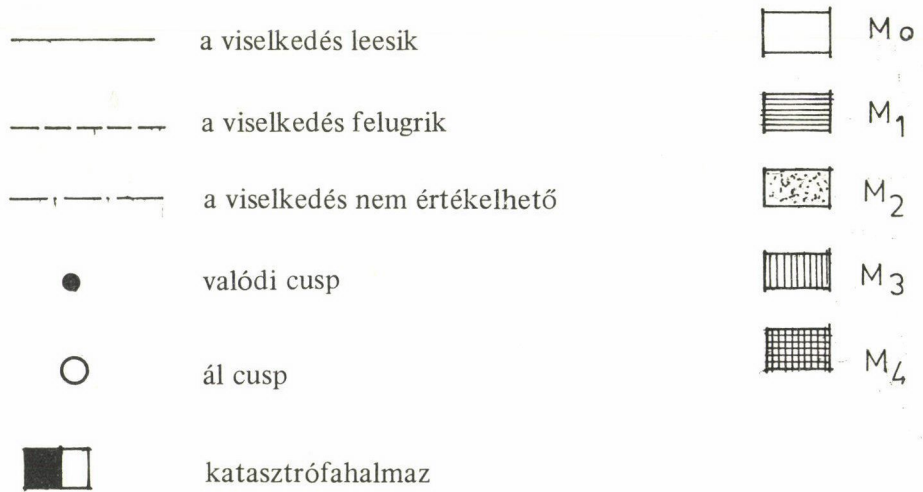 a viselkedés leesik
a viselkedés felugrik
a viselkedés nem értékelhető
valódi cusp
ál cusp
katasztrófahalmaz
M0
M1
M2
M3
M4